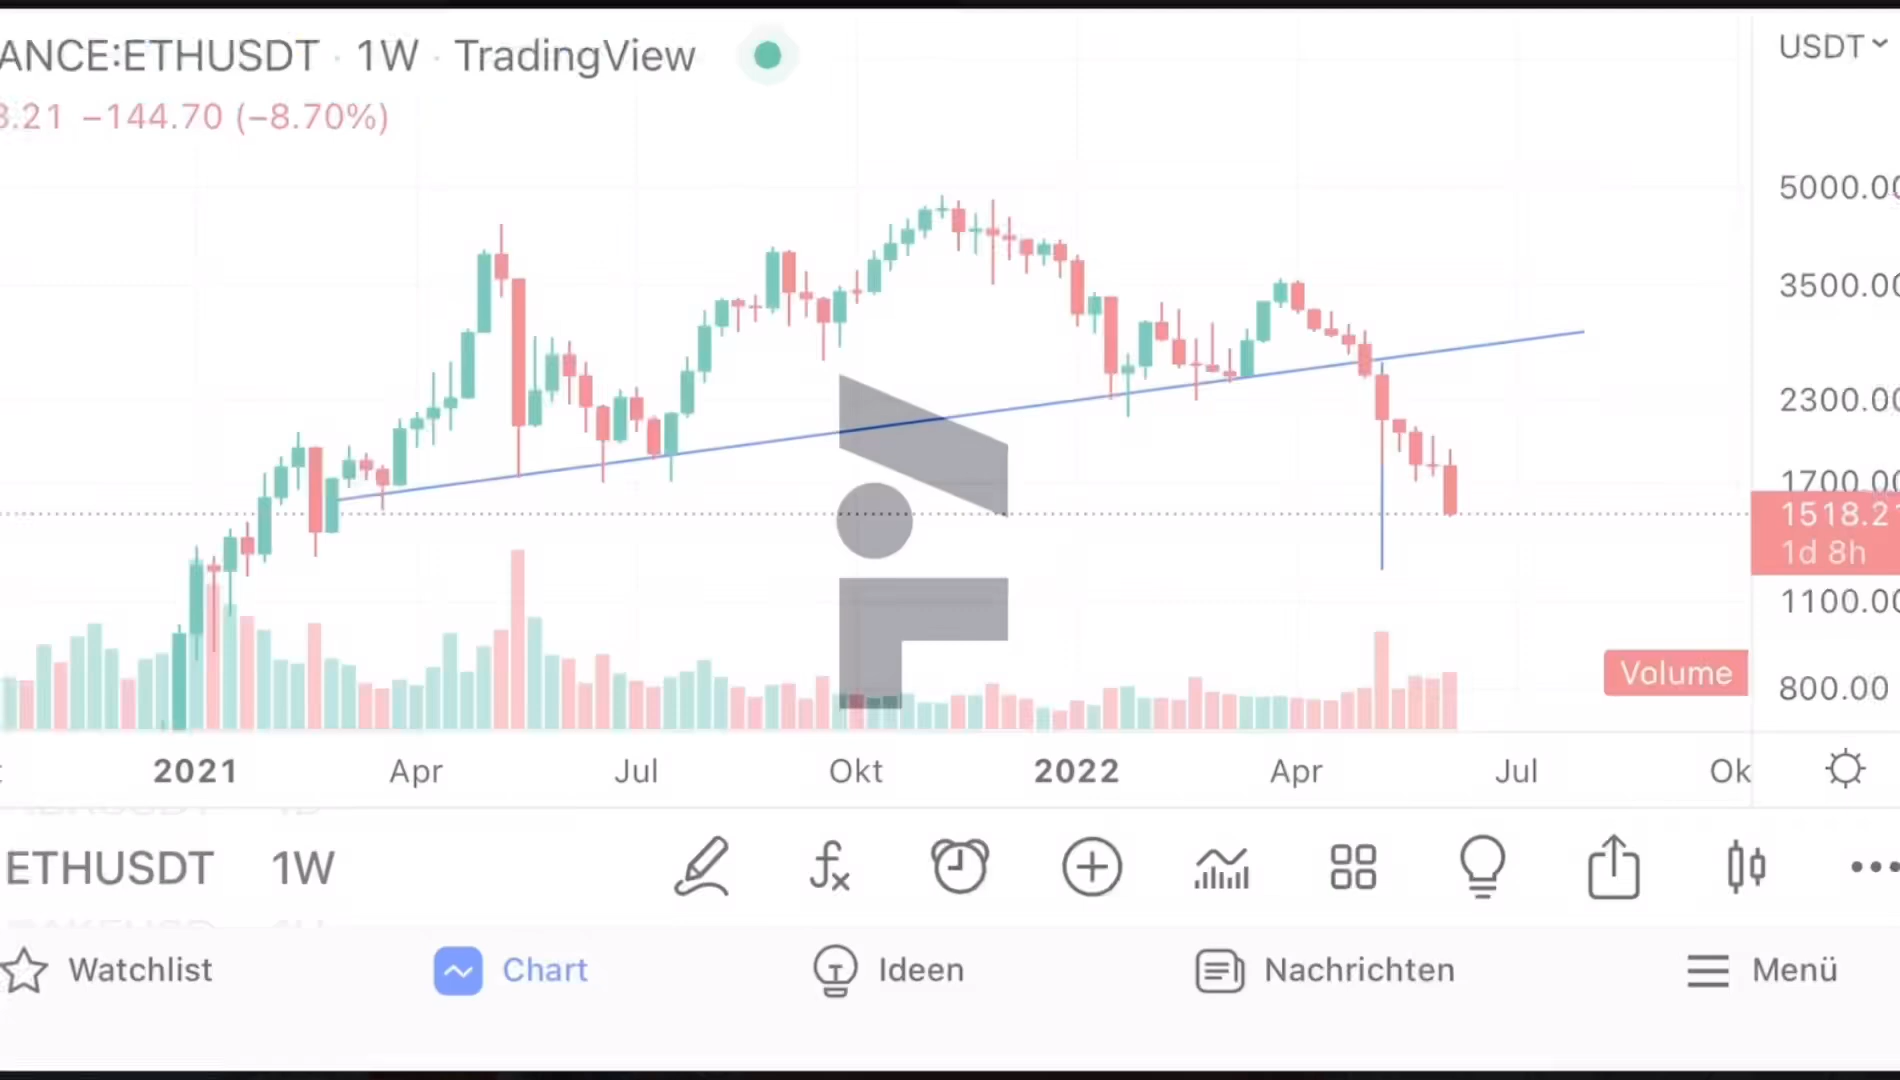 ANCE:ETHUSDT · 1W · TradingView
USDT
8.21 −144.70 (−8.70%)
5000.00
3500.00
2300.00
1700.00
1518.21
1d 8h
1100.00
Volume
800.00
2021 Apr Jul Okt 2022 Apr Jul Ok
ETHUSDT 1W
Watchlist Chart Ideen Nachrichten Menü